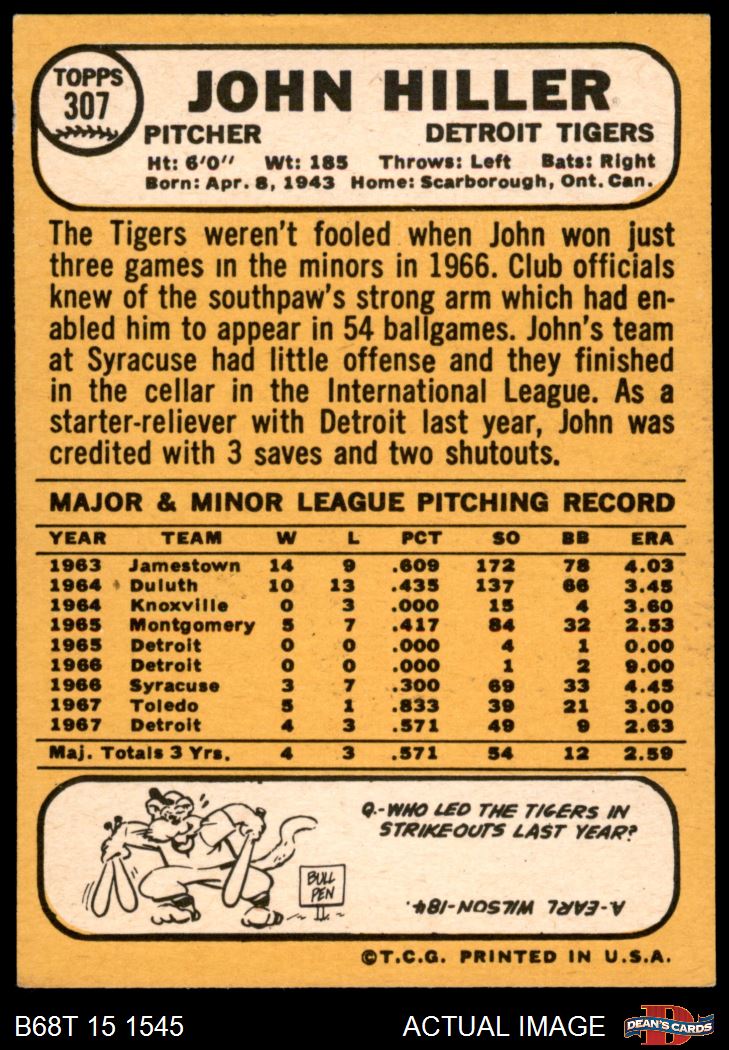 TOPPS
307
JOHN HILLER
PITCHER DETROIT TIGERS
Ht: 6'0" Wt: 185 Throws: Left Bats: Right
Born: Apr. 8, 1943 Home: Scarborough, Ont. Can.
The Tigers weren't fooled when John won just
three games in the minors in 1966. Club officials
knew of the southpaw's strong arm which had en-
abled him to appear in 54 ballgames. John's team
at Syracuse had little offense and they finished
in the cellar in the International League. As a
starter-reliever with Detroit last year, John was
credited with 3 saves and two shutouts.
MAJOR & MINOR LEAGUE PITCHING RECORD
YEAR TEAM W L PCT SO BB ERA
1963 Jamestown 14 9 .609 172 78 4.03
1964 Duluth 10 13 .435 137 66 3.45
1964 Knoxville 0 3 .000 15 4 3.60
1965 Montgomery 5 7 .417 84 32 2.53
1965 Detroit 0 0 .000 4 1 0.00
1966 Detroit 0 0 .000 1 2 9.00
1966 Syracuse 3 7 .300 69 33 4.45
1967 Toledo 5 1 .833 39 21 3.00
1967 Detroit 4 3 .571 49 9 2.63
Maj. Totals 3 Yrs. 4 3 .571 54 12 2.59
Q.-WHO LED THE TIGERS IN
STRIKEOUTS LAST YEAR?
BULL
PEN
A-EARL WILSON-184.
©T.C.G. PRINTED IN U.S.A.
B68T 15 1545 ACTUAL IMAGE
D
DEAN'S CARDS